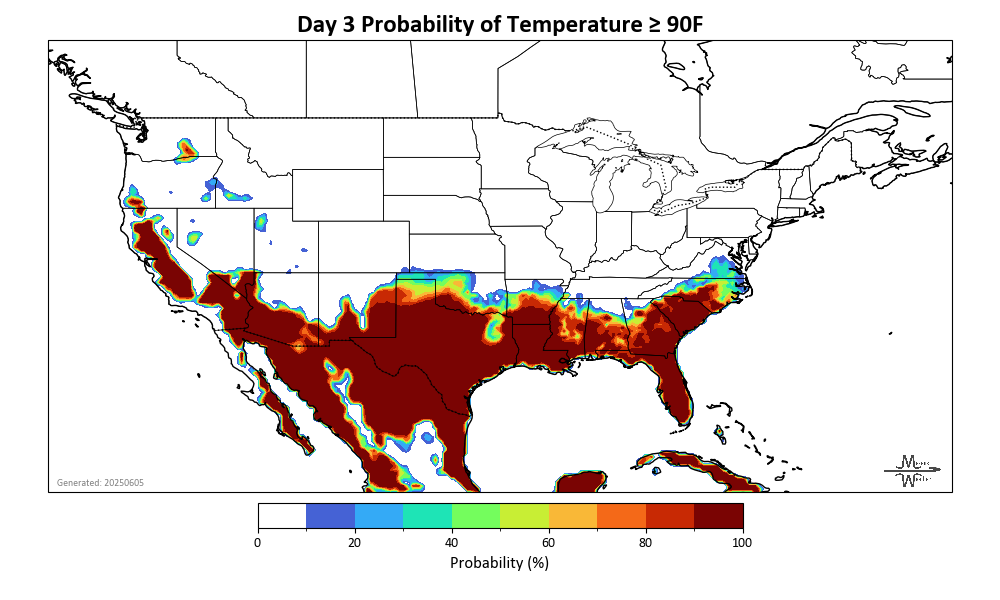 Day 3 Probability of Temperature ≥ 90F
Generated: 20250605
0 20 40 60 80 100
Probability (%)